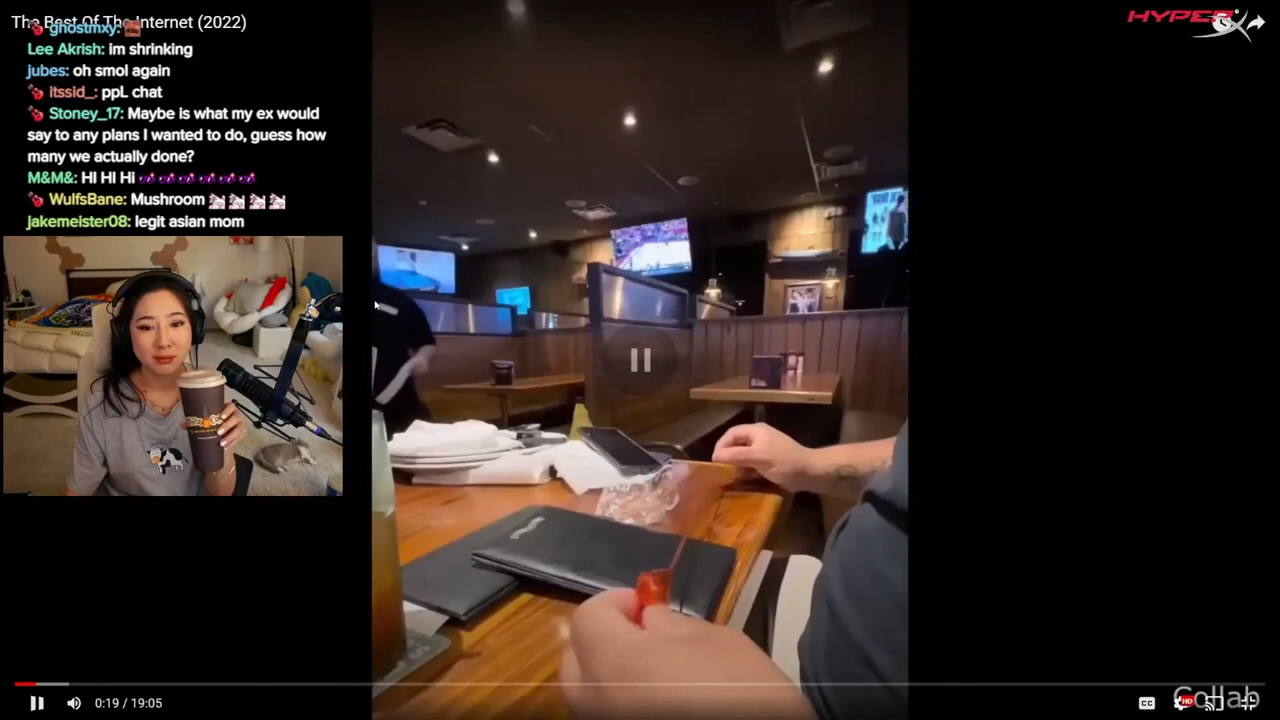 The Best Of The Internet (2022)
ghostmxy:
Lee Akrish: im shrinking
jubes: oh smol again
itssid_: ppL chat
Stoney_17: Maybe is what my ex would
say to any plans I wanted to do, guess how
many we actually done?
M&M&: HI HI Hi
WulfsBane: Mushroom
jakemeister08: legit asian mom
HYPERX
0:19 / 19:05
CC
HD
Collab